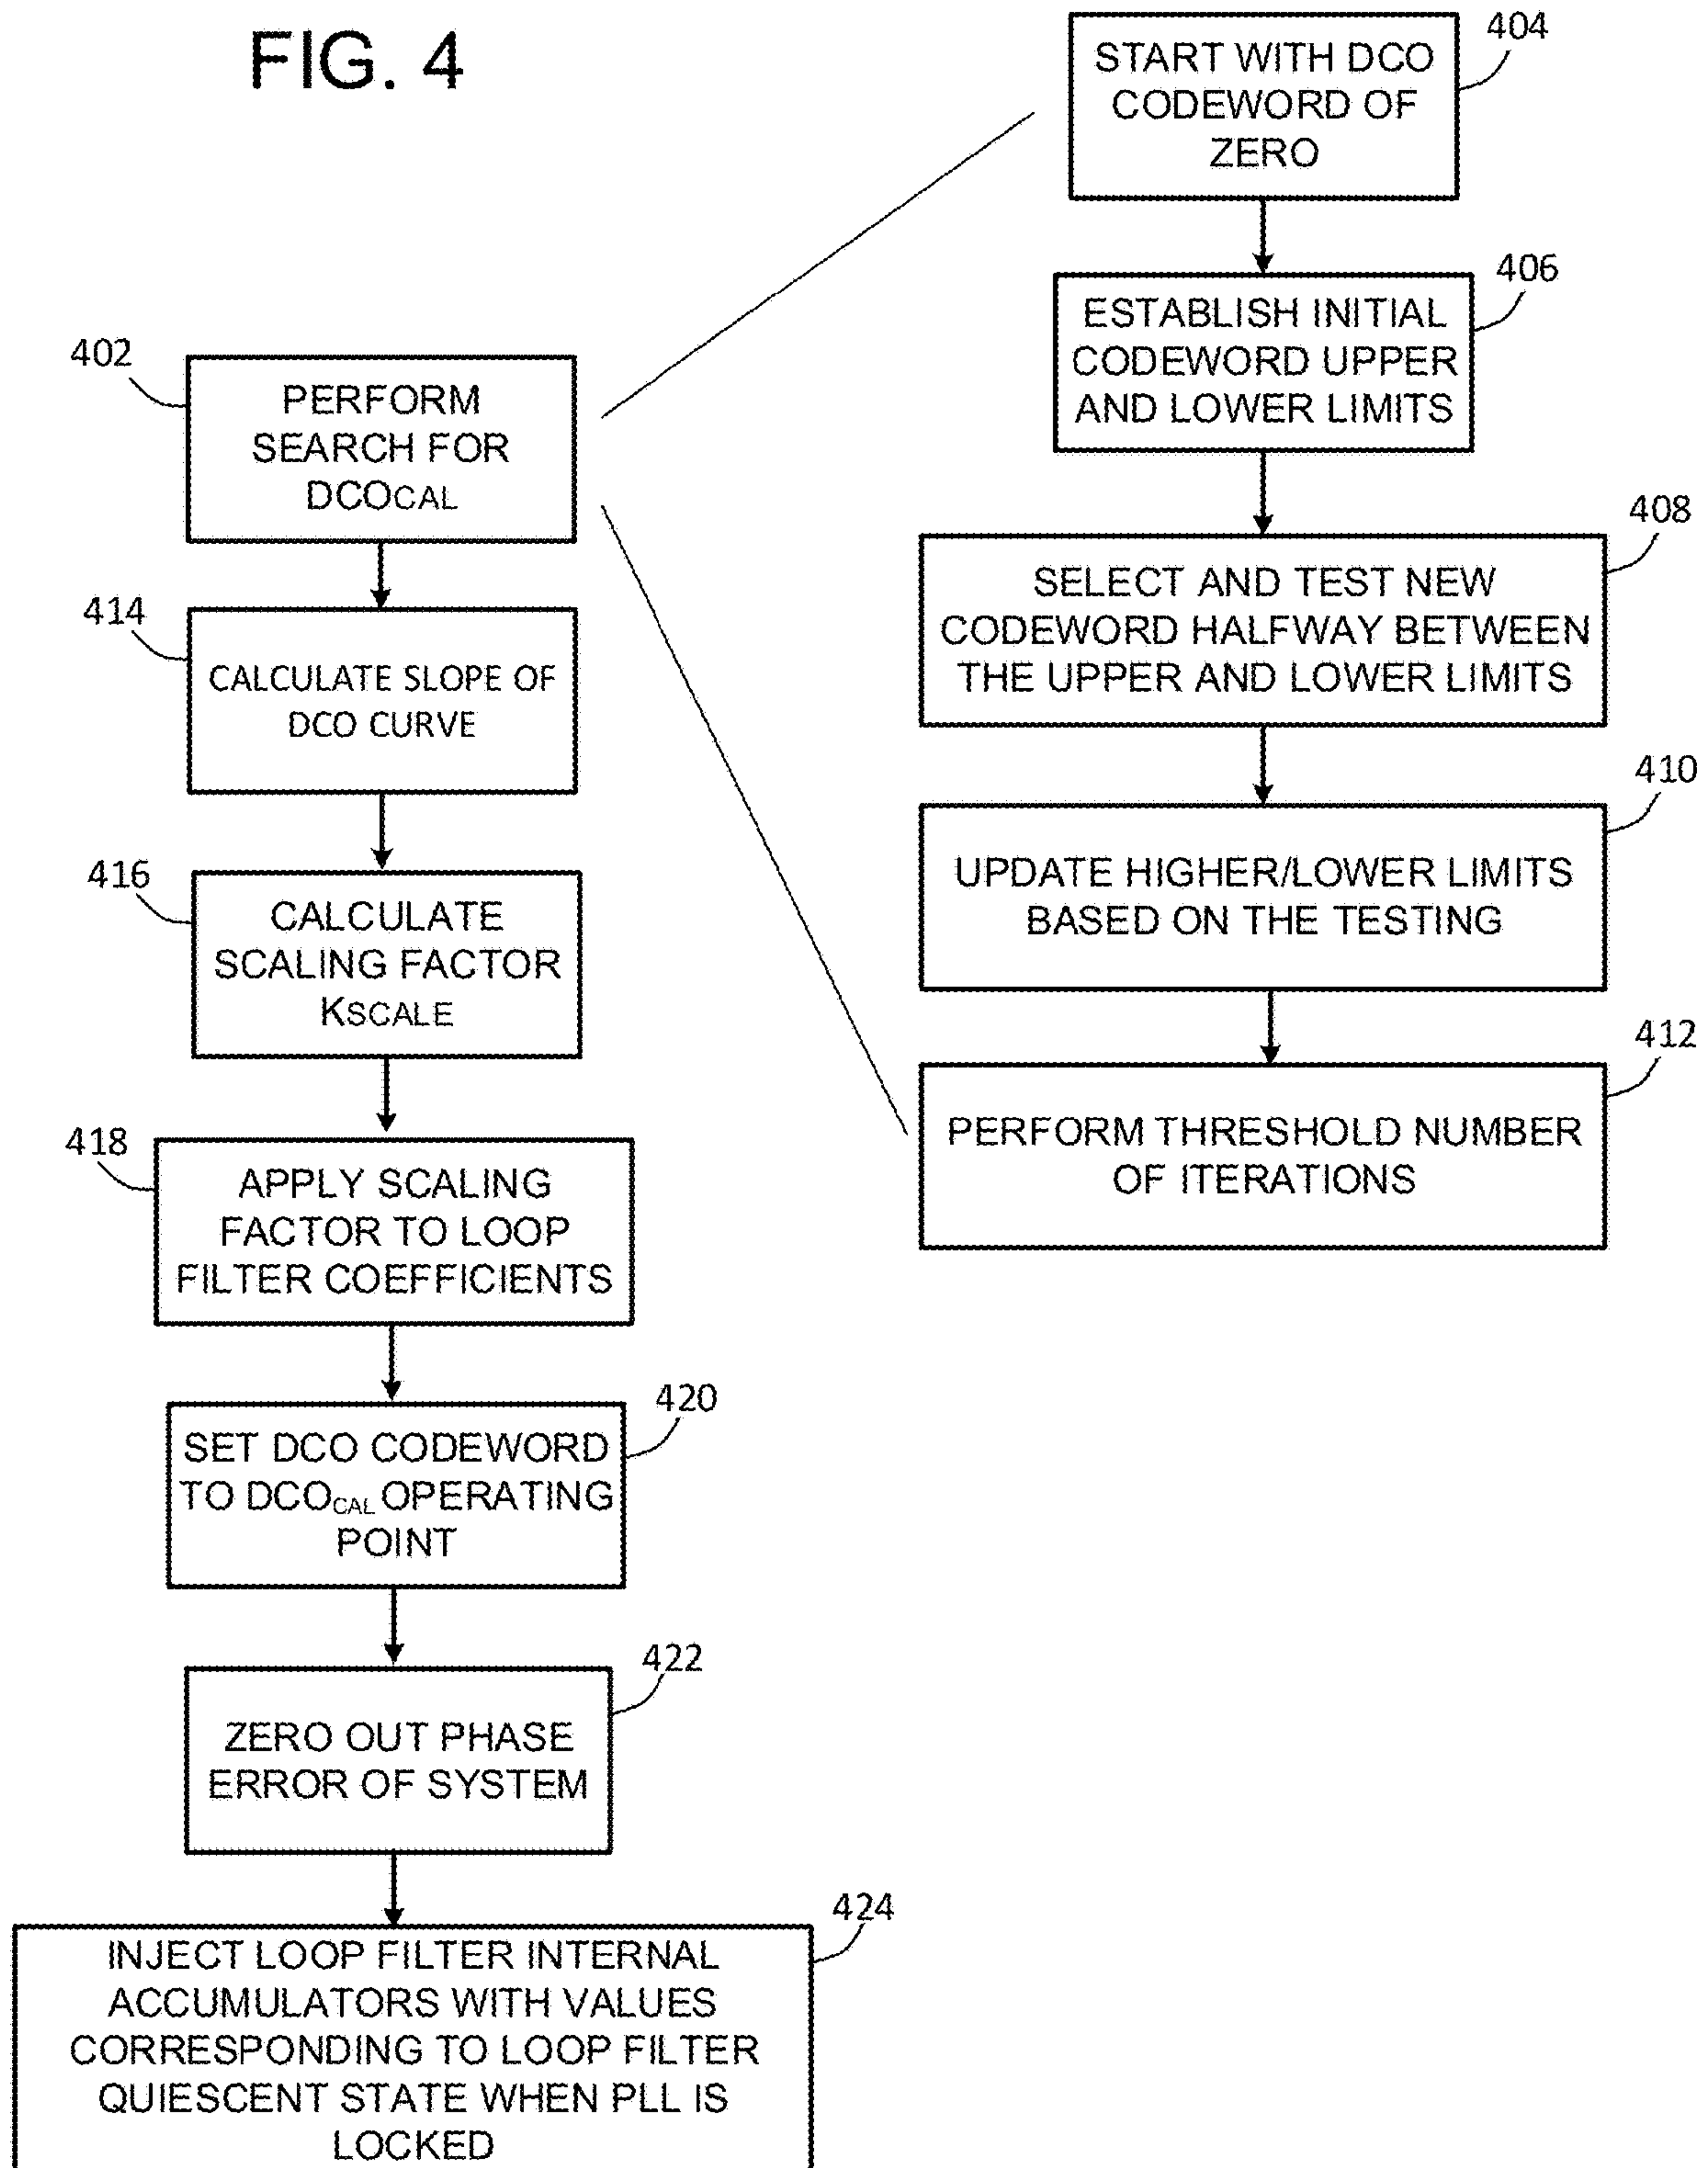 FIG. 4
404
START WITH DCO
CODEWORD OF
ZERO
406
ESTABLISH INITIAL
CODEWORD UPPER
AND LOWER LIMITS
408
SELECT AND TEST NEW
CODEWORD HALFWAY BETWEEN
THE UPPER AND LOWER LIMITS
410
UPDATE HIGHER/LOWER LIMITS
BASED ON THE TESTING
412
PERFORM THRESHOLD NUMBER
OF ITERATIONS
402
PERFORM
SEARCH FOR
DCOCAL
414
CALCULATE SLOPE OF
DCO CURVE
416
CALCULATE
SCALING FACTOR
KSCALE
418
APPLY SCALING
FACTOR TO LOOP
FILTER COEFFICIENTS
420
SET DCO CODEWORD
TO DCOCAL OPERATING
POINT
422
ZERO OUT PHASE
ERROR OF SYSTEM
424
INJECT LOOP FILTER INTERNAL
ACCUMULATORS WITH VALUES
CORRESPONDING TO LOOP FILTER
QUIESCENT STATE WHEN PLL IS
LOCKED